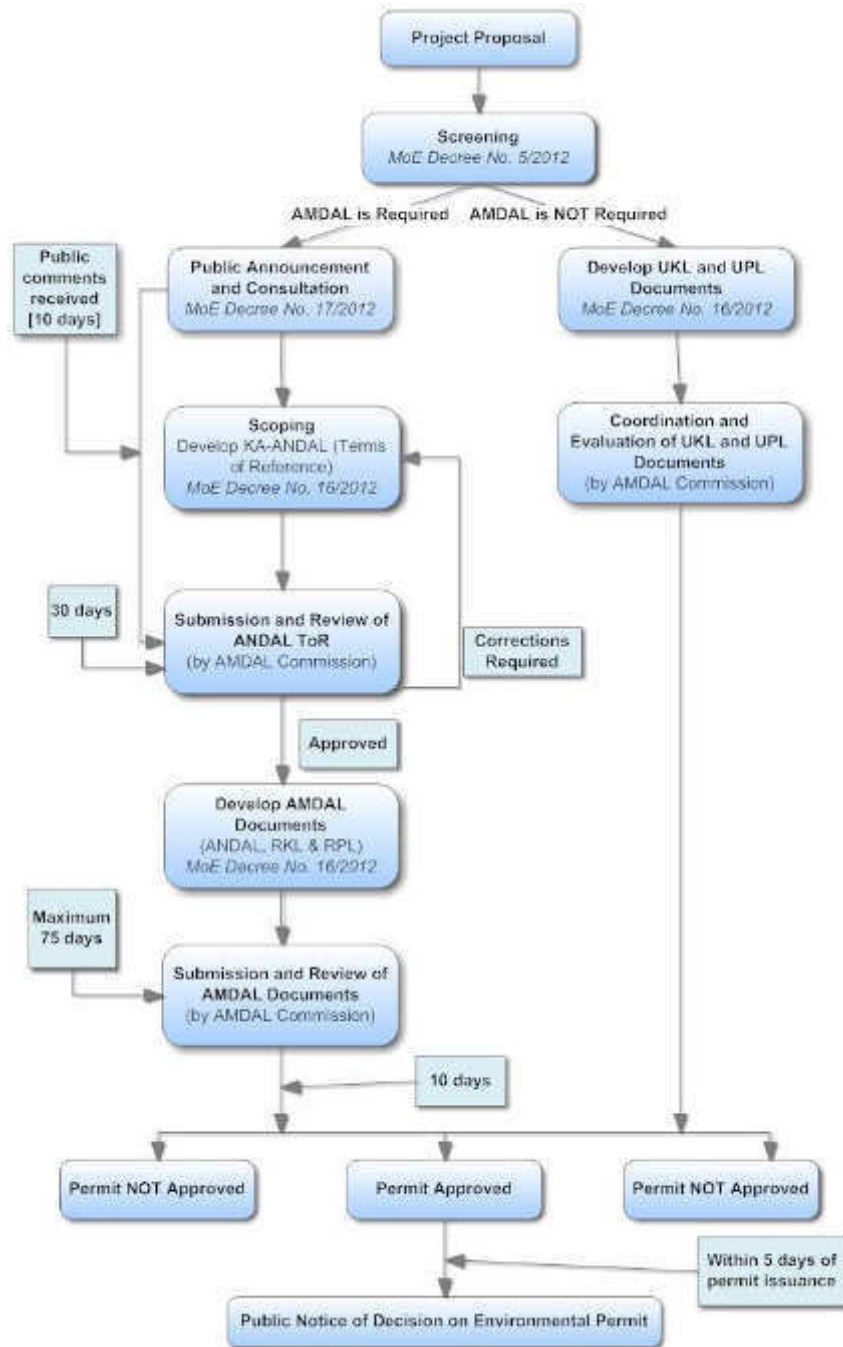 Project Proposal
Screening
MoE Decree No. 5/2012
AMDAL is Required
AMDAL is NOT Required
Public
comments
received
[10 days]
Public Announcement
and Consultation
MoE Decree No. 17/2012
Develop UKL and UPL
Documents
MoE Decree No. 16/2012
Scoping
Develop KA-ANDAL (Terms
of Reference)
MoE Decree No. 16/2012
Coordination and
Evaluation of UKL and UPL
Documents
(by AMDAL Commission)
30 days
Submission and Review of
ANDAL ToR
(by AMDAL Commission)
Corrections
Required
Approved
Develop AMDAL
Documents
(ANDAL, RKL & RPL)
MoE Decree No. 16/2012
Maximum
75 days
Submission and Review of
AMDAL Documents
(by AMDAL Commission)
10 days
Permit NOT Approved
Permit Approved
Permit NOT Approved
Within 5 days of
permit issuance
Public Notice of Decision on Environmental Permit